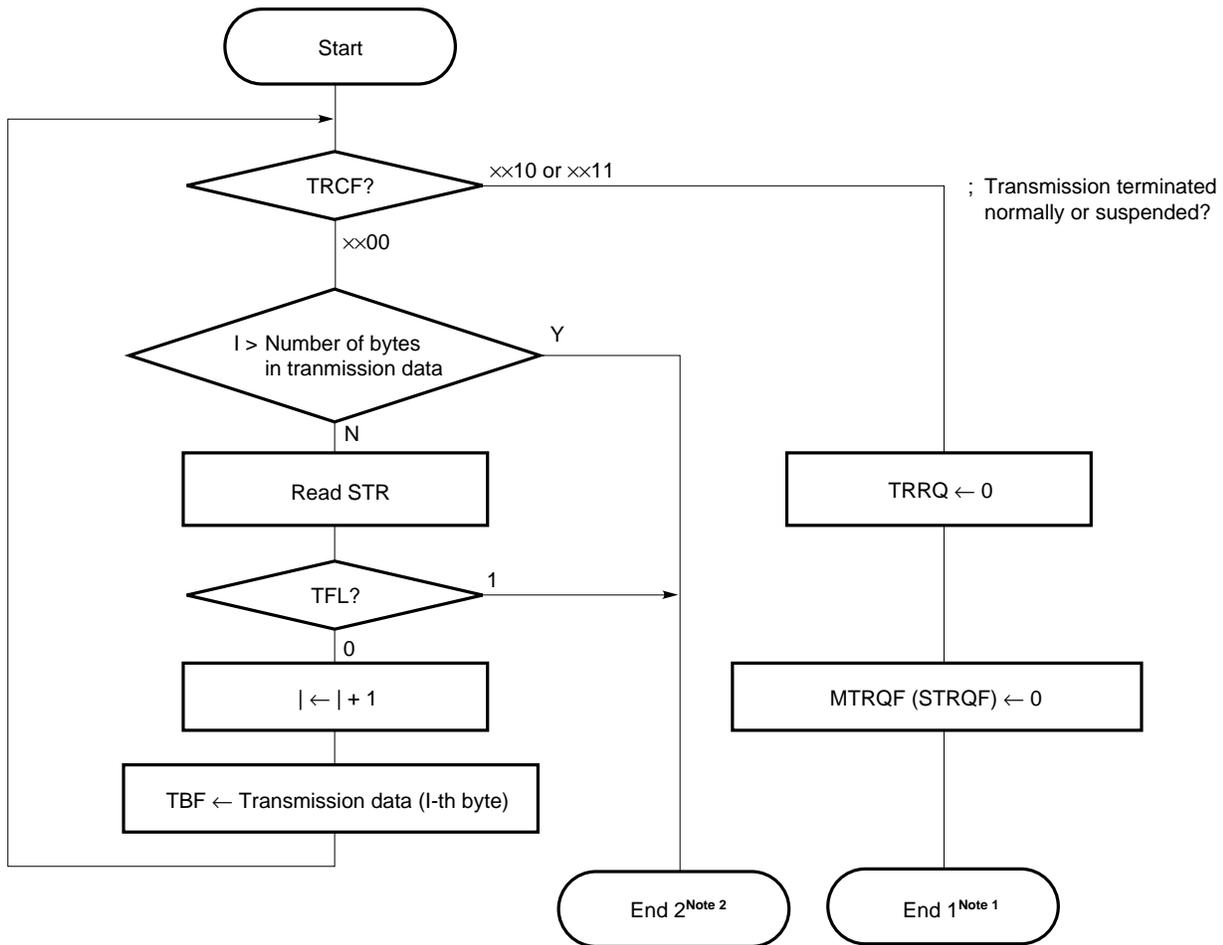 Start
TRCF?
××10 or ××11
; Transmission terminated
normally or suspended?
××00
I > Number of bytes
in tranmission data
Y
N
Read STR
TRRQ ← 0
TFL?
1
0
| ← | + 1
MTRQF (STRQF) ← 0
TBF ← Transmission data (I-th byte)
End 2Note 2
End 1Note 1